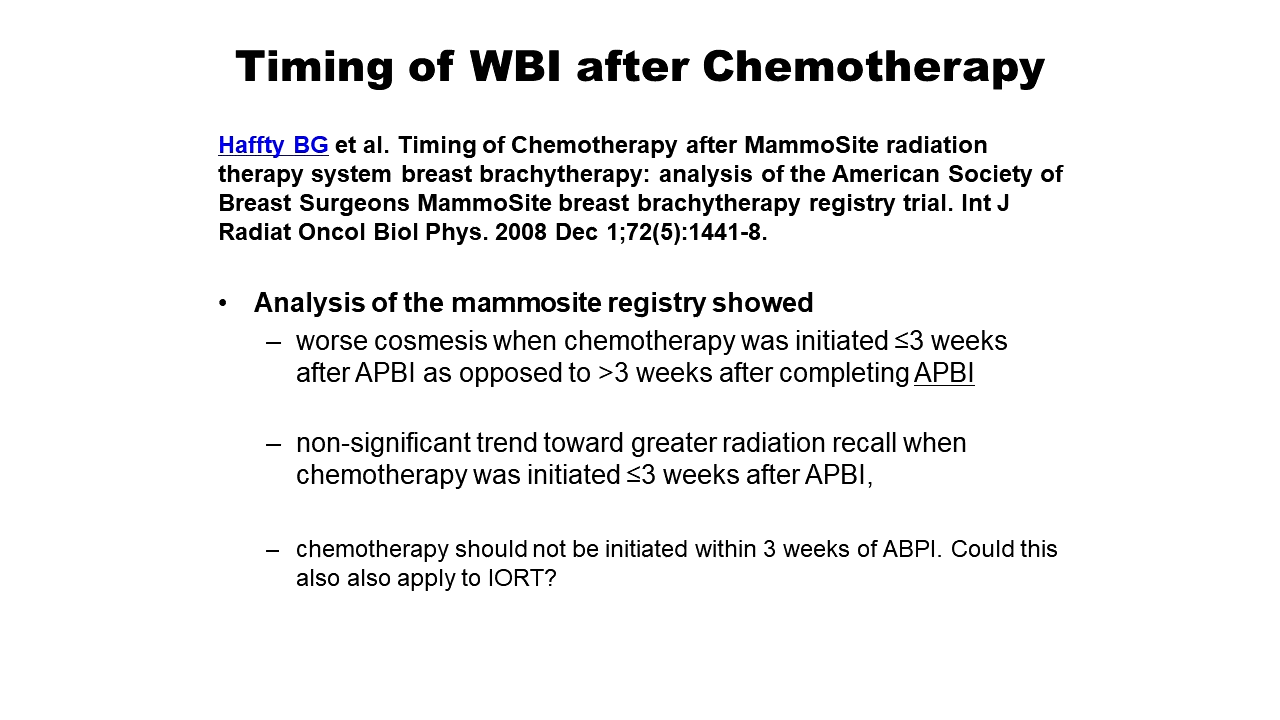 Timing of WBI after Chemotherapy
Haffty BG et al. Timing of Chemotherapy after MammoSite radiation
therapy system breast brachytherapy: analysis of the American Society of
Breast Surgeons MammoSite breast brachytherapy registry trial. Int J
Radiat Oncol Biol Phys. 2008 Dec 1;72(5):1441-8.
• Analysis of the mammosite registry showed
– worse cosmesis when chemotherapy was initiated ≤3 weeks
after APBI as opposed to >3 weeks after completing APBI
– non-significant trend toward greater radiation recall when
chemotherapy was initiated ≤3 weeks after APBI,
– chemotherapy should not be initiated within 3 weeks of ABPI. Could this
also also apply to IORT?